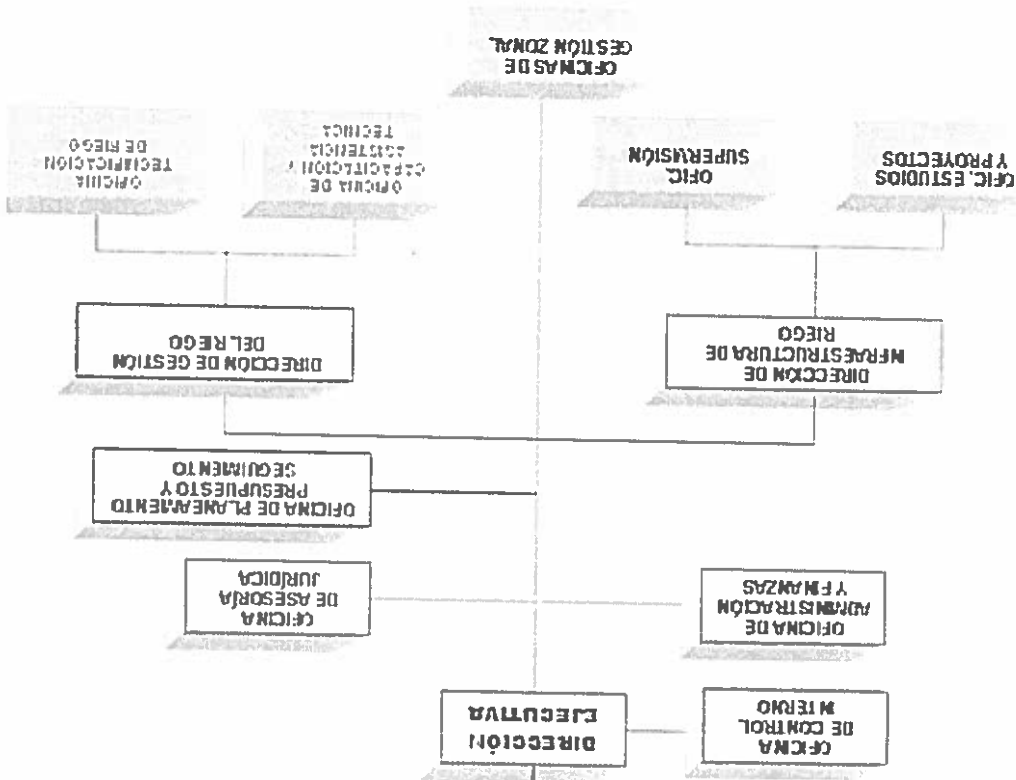 DIRECCIÓN
EJECUTIVA
OFICINA
DE CONTROL
INTERNO
OFICINA DE
ADMINISTRACIÓN
Y FINANZAS
OFICINA
DE ASESORÍA
JURÍDICA
OFICINA DE PLANEAMIENTO
PRESUPUESTO Y
SEGUIMIENTO
DIRECCIÓN DE
INFRAESTRUCTURA DE
RIEGO
DIRECCIÓN DE GESTIÓN
DEL RIEGO
OFIC. ESTUDIOS
Y PROYECTOS
OFIC.
SUPERVISIÓN
OFICINA DE
CAPACITACIÓN Y
ASISTENCIA
TECNICA
OFICINA
TECNIFICACIÓN
DE RIEGO
OFICINAS DE
GESTIÓN ZONAL